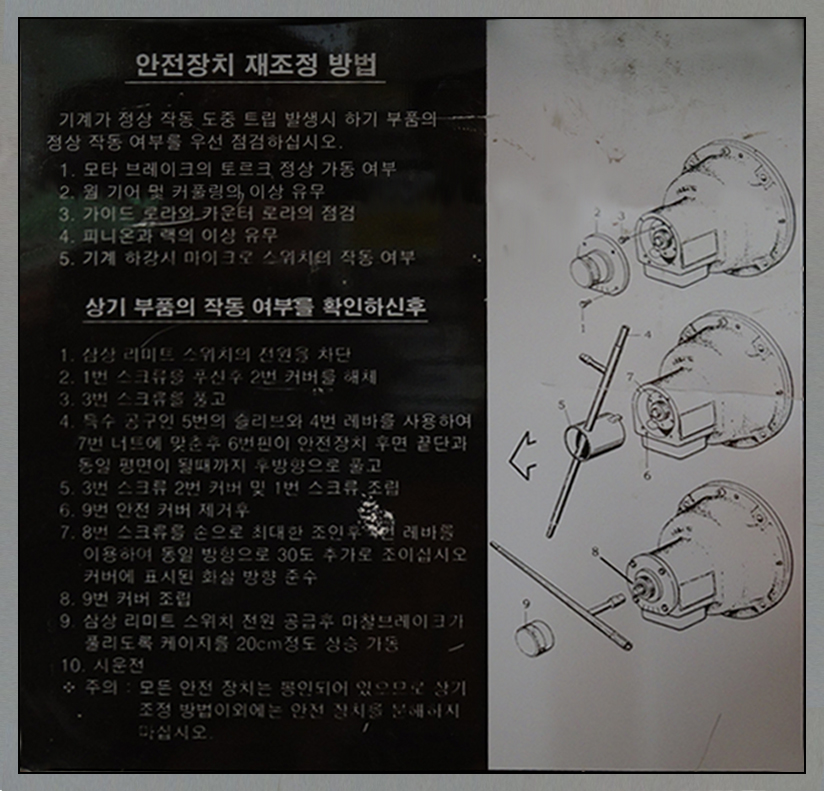 안전장치 재조정 방법
기계가 정상 작동 도중 트립 발생시 하기 부품의
정상 작동 여부를 우선 점검하십시오.
1. 모타 브레이크의 토르크 정상 가동 여부
2. 웜 기어 및 커풀링의 이상 유무
3. 가이드 로라와 카운터 로라의 점검
4. 피니온과 랙의 이상 유무
5. 기계 하강시 마이크로 스위치의 작동 여부
상기 부품의 작동 여부를 확인하신후
1. 삼상 리미트 스위치의 전원을 차단
2. 1번 스크류를 푸신후 2번 커버를 해체
3. 3번 스크류를 풀고
4. 특수 공구인 5번의 슬리브와 4번 레바를 사용하여
7번 너트에 맞춘후 6번핀이 안전장치 후면 끝단과
동일 평면이 될때까지 후방향으로 풀고
5. 3번 스크류 2번 커버 및 1번 스크류 조립
6. 9번 안전 커버 제거후
7. 8번 스크류를 손으로 최대한 조인후 레바를
이용하여 동일 방향으로 30도 추가로 조이십시오
커버에 표시된 화살 방향 준수
8. 9번 커버 조립
9. 삼상 리미트 스위치 전원 공급후 마찰브레이크가
풀리도록 케이지를 20cm정도 상승 가동
10. 시운전
※ 주의 : 모든 안전 장치는 봉인되어 있으므로 상기
조정 방법이외에는 안전 장치를 분해하지
마십시오.
2 3
1
4
5
7
6
8
9